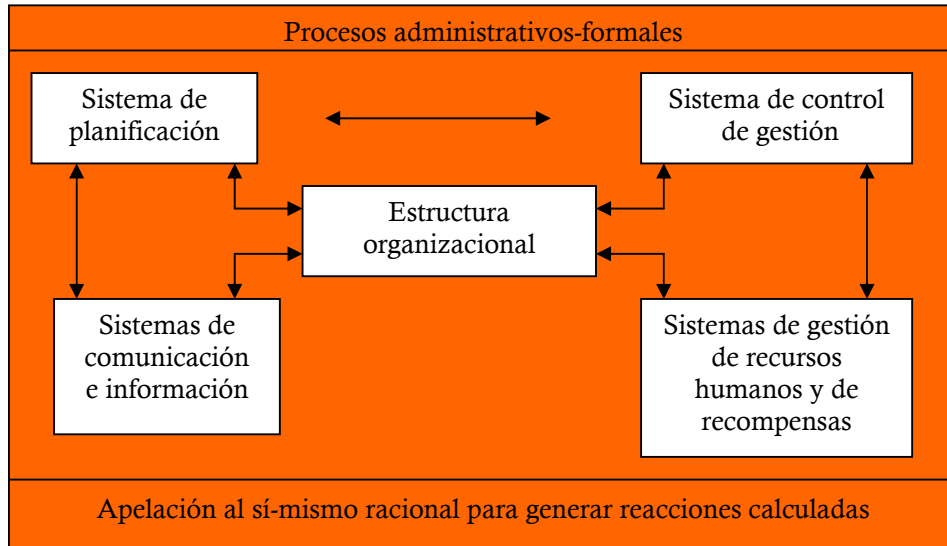 Procesos administrativos-formales
Sistema de
planificación
Sistema de control
de gestión
Estructura
organizacional
Sistemas de
comunicación
e información
Sistemas de gestión
de recursos
humanos y de
recompensas
Apelación al sí-mismo racional para generar reacciones calculadas